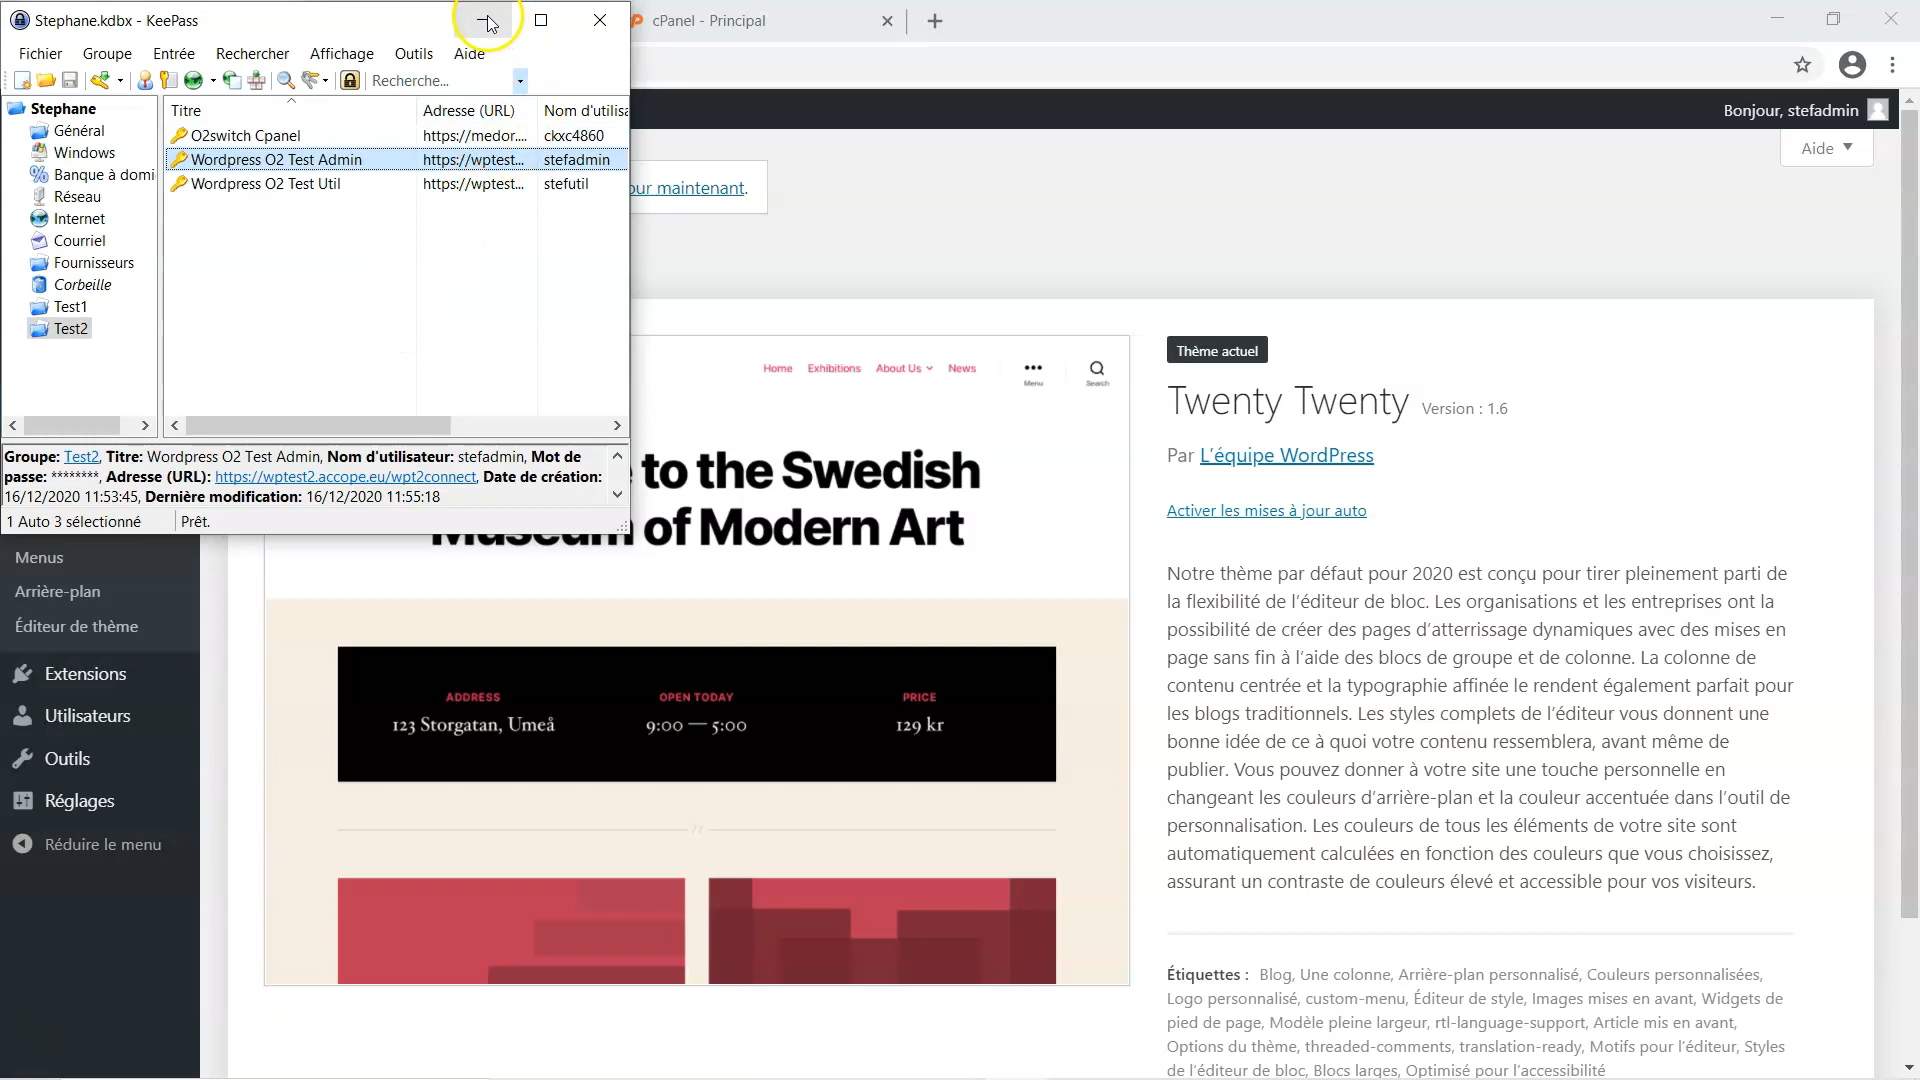 Stephane.kdbx - KeePass
cPanel - Principal
Fichier Groupe Entrée Rechercher Affichage Outils Aide
Recherche...
Stephane
Général
Windows
Banque à domi
Réseau
Internet
Courriel
Fournisseurs
Corbeille
Test1
Test2
Titre Adresse (URL) Nom d'utilisa
O2switch Cpanel https://medor.... ckxc4860
Wordpress O2 Test Admin https://wptest... stefadmin
Wordpress O2 Test Util https://wptest... stefutil
Groupe: Test2, Titre: Wordpress O2 Test Admin, Nom d'utilisateur: stefadmin, Mot de
passe: ********, Adresse (URL): https://wptest2.accope.eu/wpt2connect, Date de création:
16/12/2020 11:53:45, Dernière modification: 16/12/2020 11:55:18
1 Auto 3 sélectionné Prêt.
Bonjour, stefadmin
Aide
our maintenant.
Menus
Arrière-plan
Éditeur de thème
Extensions
Utilisateurs
Outils
Réglages
Réduire le menu
Home Exhibitions About Us News
Menu
Search
to the Swedish
Museum of Modern Art
ADDRESS
123 Storgatan, Umeå
OPEN TODAY
9:00 — 5:00
PRICE
129 kr
Thème actuel
Twenty Twenty Version : 1.6
Par L'équipe WordPress
Activer les mises à jour auto
Notre thème par défaut pour 2020 est conçu pour tirer pleinement parti de
la flexibilité de l'éditeur de bloc. Les organisations et les entreprises ont la
possibilité de créer des pages d'atterrissage dynamiques avec des mises en
page sans fin à l'aide des blocs de groupe et de colonne. La colonne de
contenu centrée et la typographie affinée le rendent également parfait pour
les blogs traditionnels. Les styles complets de l'éditeur vous donnent une
bonne idée de ce à quoi votre contenu ressemblera, avant même de
publier. Vous pouvez donner à votre site une touche personnelle en
changeant les couleurs d'arrière-plan et la couleur accentuée dans l'outil de
personnalisation. Les couleurs de tous les éléments de votre site sont
automatiquement calculées en fonction des couleurs que vous choisissez,
assurant un contraste de couleurs élevé et accessible pour vos visiteurs.
Étiquettes : Blog, Une colonne, Arrière-plan personnalisé, Couleurs personnalisées,
Logo personnalisé, custom-menu, Éditeur de style, Images mises en avant, Widgets de
pied de page, Modèle pleine largeur, rtl-language-support, Article mis en avant,
Options du thème, threaded-comments, translation-ready, Motifs pour l'éditeur, Styles
de l'éditeur de bloc, Blocs larges, Optimisé pour l'accessibilité